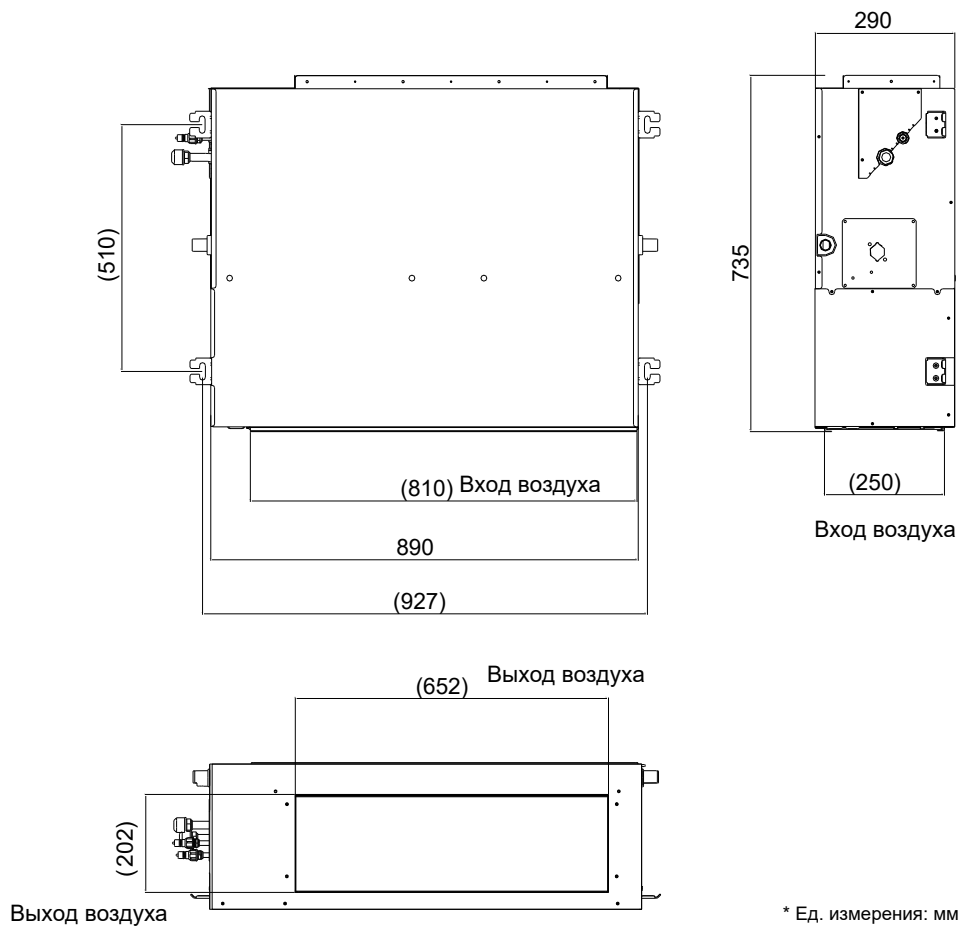 290
(510)
735
(810) Вход воздуха
(250)
Вход воздуха
890
(927)
(652) Выход воздуха
(202)
Выход воздуха
* Ед. измерения: мм